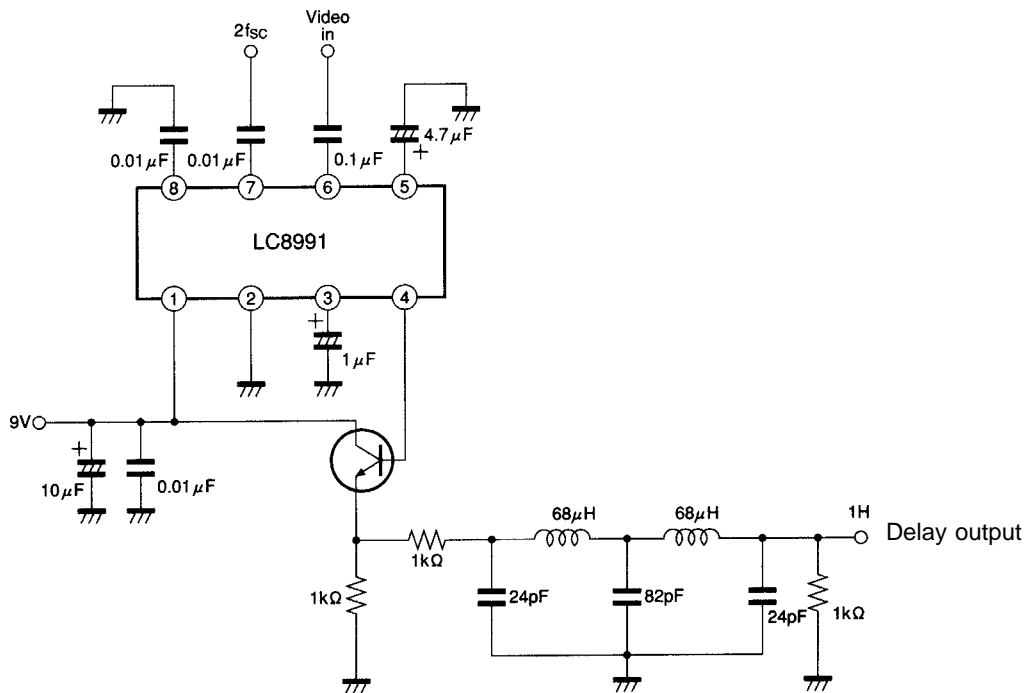 2fSC
Video
in
4.7μF
+
0.01μF
0.01μF
0.1μF
8
7
6
5
LC8991
1
2
3
4
+
1μF
9V
+
10μF
0.01μF
68μH
68μH
1H
Delay output
1kΩ
1kΩ
24pF
82pF
24pF
1kΩ